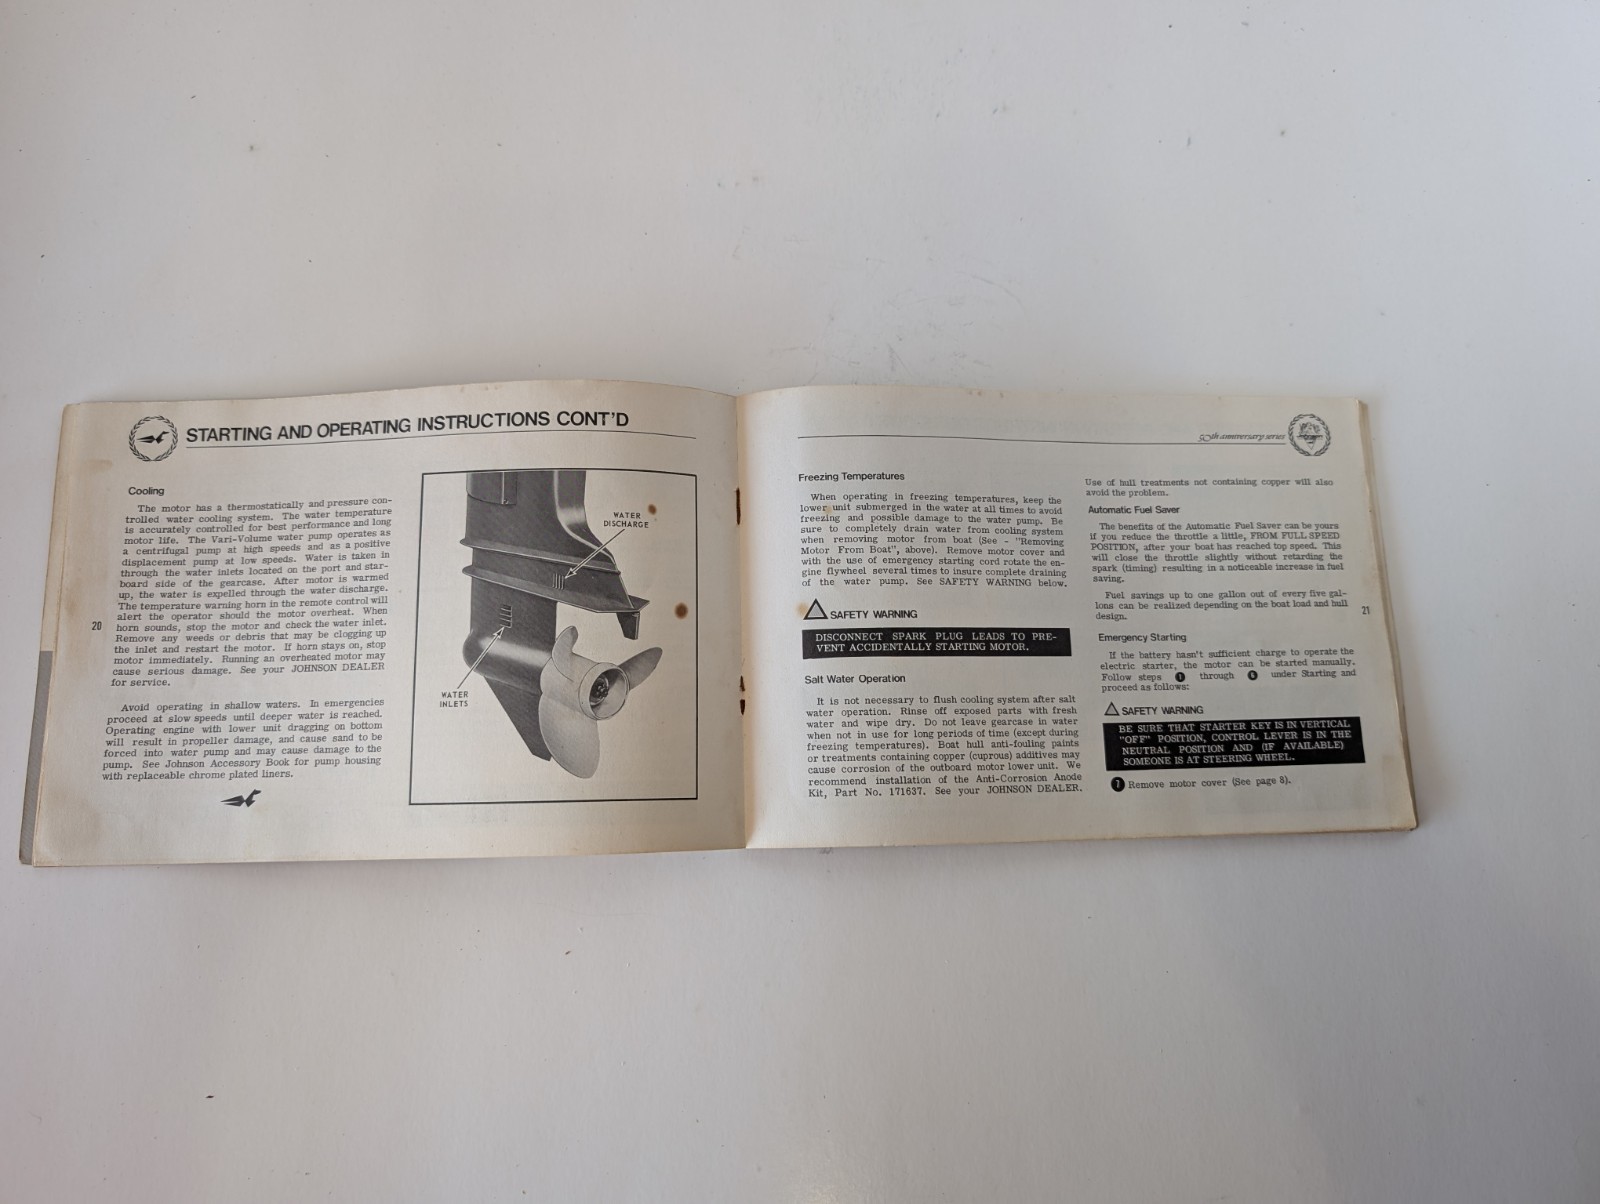 STARTING AND OPERATING INSTRUCTIONS CONT'D
Cooling
The motor has a thermostatically and pressure con-
trolled water cooling system. The water temperature
is accurately controlled for best performance and long
motor life. The Vari-Volume water pump operates as
a centrifugal pump at high speeds and as a positive
displacement pump at low speeds. Water is taken in
through the water inlets located on the port and star-
board side of the gearcase. After motor is warmed
up, the water is expelled through the water discharge.
The temperature warning horn in the remote control will
alert the operator should the motor overheat. When
horn sounds, stop the motor and check the water inlet.
Remove any weeds or debris that may be clogging up
the inlet and restart the motor. If horn stays on, stop
motor immediately. Running an overheated motor may
cause serious damage. See your JOHNSON DEALER
for service.
20
Avoid operating in shallow waters. In emergencies
proceed at slow speeds until deeper water is reached.
Operating engine with lower unit dragging on bottom
will result in propeller damage, and cause sand to be
forced into water pump and may cause damage to the
pump. See Johnson Accessory Book for pump housing
with replaceable chrome plated liners.
WATER
DISCHARGE
WATER
INLETS
50th anniversary series
Freezing Temperatures
When operating in freezing temperatures, keep the
lower unit submerged in the water at all times to avoid
freezing and possible damage to the water pump. Be
sure to completely drain water from cooling system
when removing motor from boat (See - "Removing
Motor From Boat", above). Remove motor cover and
with the use of emergency starting cord rotate the en-
gine flywheel several times to insure complete draining
of the water pump. See SAFETY WARNING below.
SAFETY WARNING
DISCONNECT SPARK PLUG LEADS TO PRE-
VENT ACCIDENTALLY STARTING MOTOR.
Salt Water Operation
It is not necessary to flush cooling system after salt
water operation. Rinse off exposed parts with fresh
water and wipe dry. Do not leave gearcase in water
when not in use for long periods of time (except during
freezing temperatures). Boat hull anti-fouling paints
or treatments containing copper (cuprous) additives may
cause corrosion of the outboard motor lower unit. We
recommend installation of the Anti-Corrosion Anode
Kit, Part No. 171637. See your JOHNSON DEALER.
Use of hull treatments not containing copper will also
avoid the problem.
Automatic Fuel Saver
The benefits of the Automatic Fuel Saver can be yours
if you reduce the throttle a little, FROM FULL SPEED
POSITION, after your boat has reached top speed. This
will close the throttle slightly without retarding the
spark (timing) resulting in a noticeable increase in fuel
saving.
Fuel savings up to one gallon out of every five gal-
lons can be realized depending on the boat load and hull
design.
21
Emergency Starting
If the battery hasn't sufficient charge to operate the
electric starter, the motor can be started manually.
Follow steps 1 through 6 under Starting and
proceed as follows:
SAFETY WARNING
BE SURE THAT STARTER KEY IS IN VERTICAL
"OFF" POSITION, CONTROL LEVER IS IN THE
NEUTRAL POSITION AND (IF AVAILABLE)
SOMEONE IS AT STEERING WHEEL.
7 Remove motor cover (See page 8).